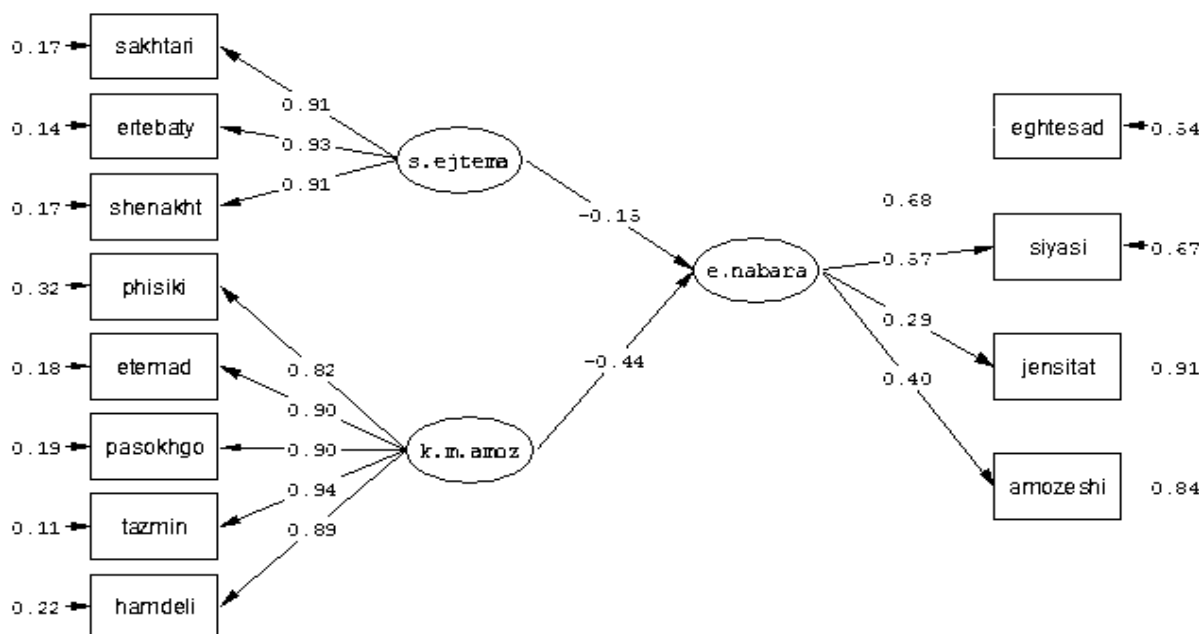 0.17 sakhtari
0.14 ertebaty
0.17 shenakht
0.32 phisiki
0.18 etemad
0.19 pasokhgo
0.11 tazmin
0.22 hamdeli
0.91
0.93
0.91
0.82
0.90
0.90
0.94
0.89
s.ejtema
k.m.amoz
-0.15
-0.44
e.nabara
0.68
0.57
0.29
0.40
eghtesad 0.54
siyasi 0.67
jensitat 0.91
amozeshi 0.84